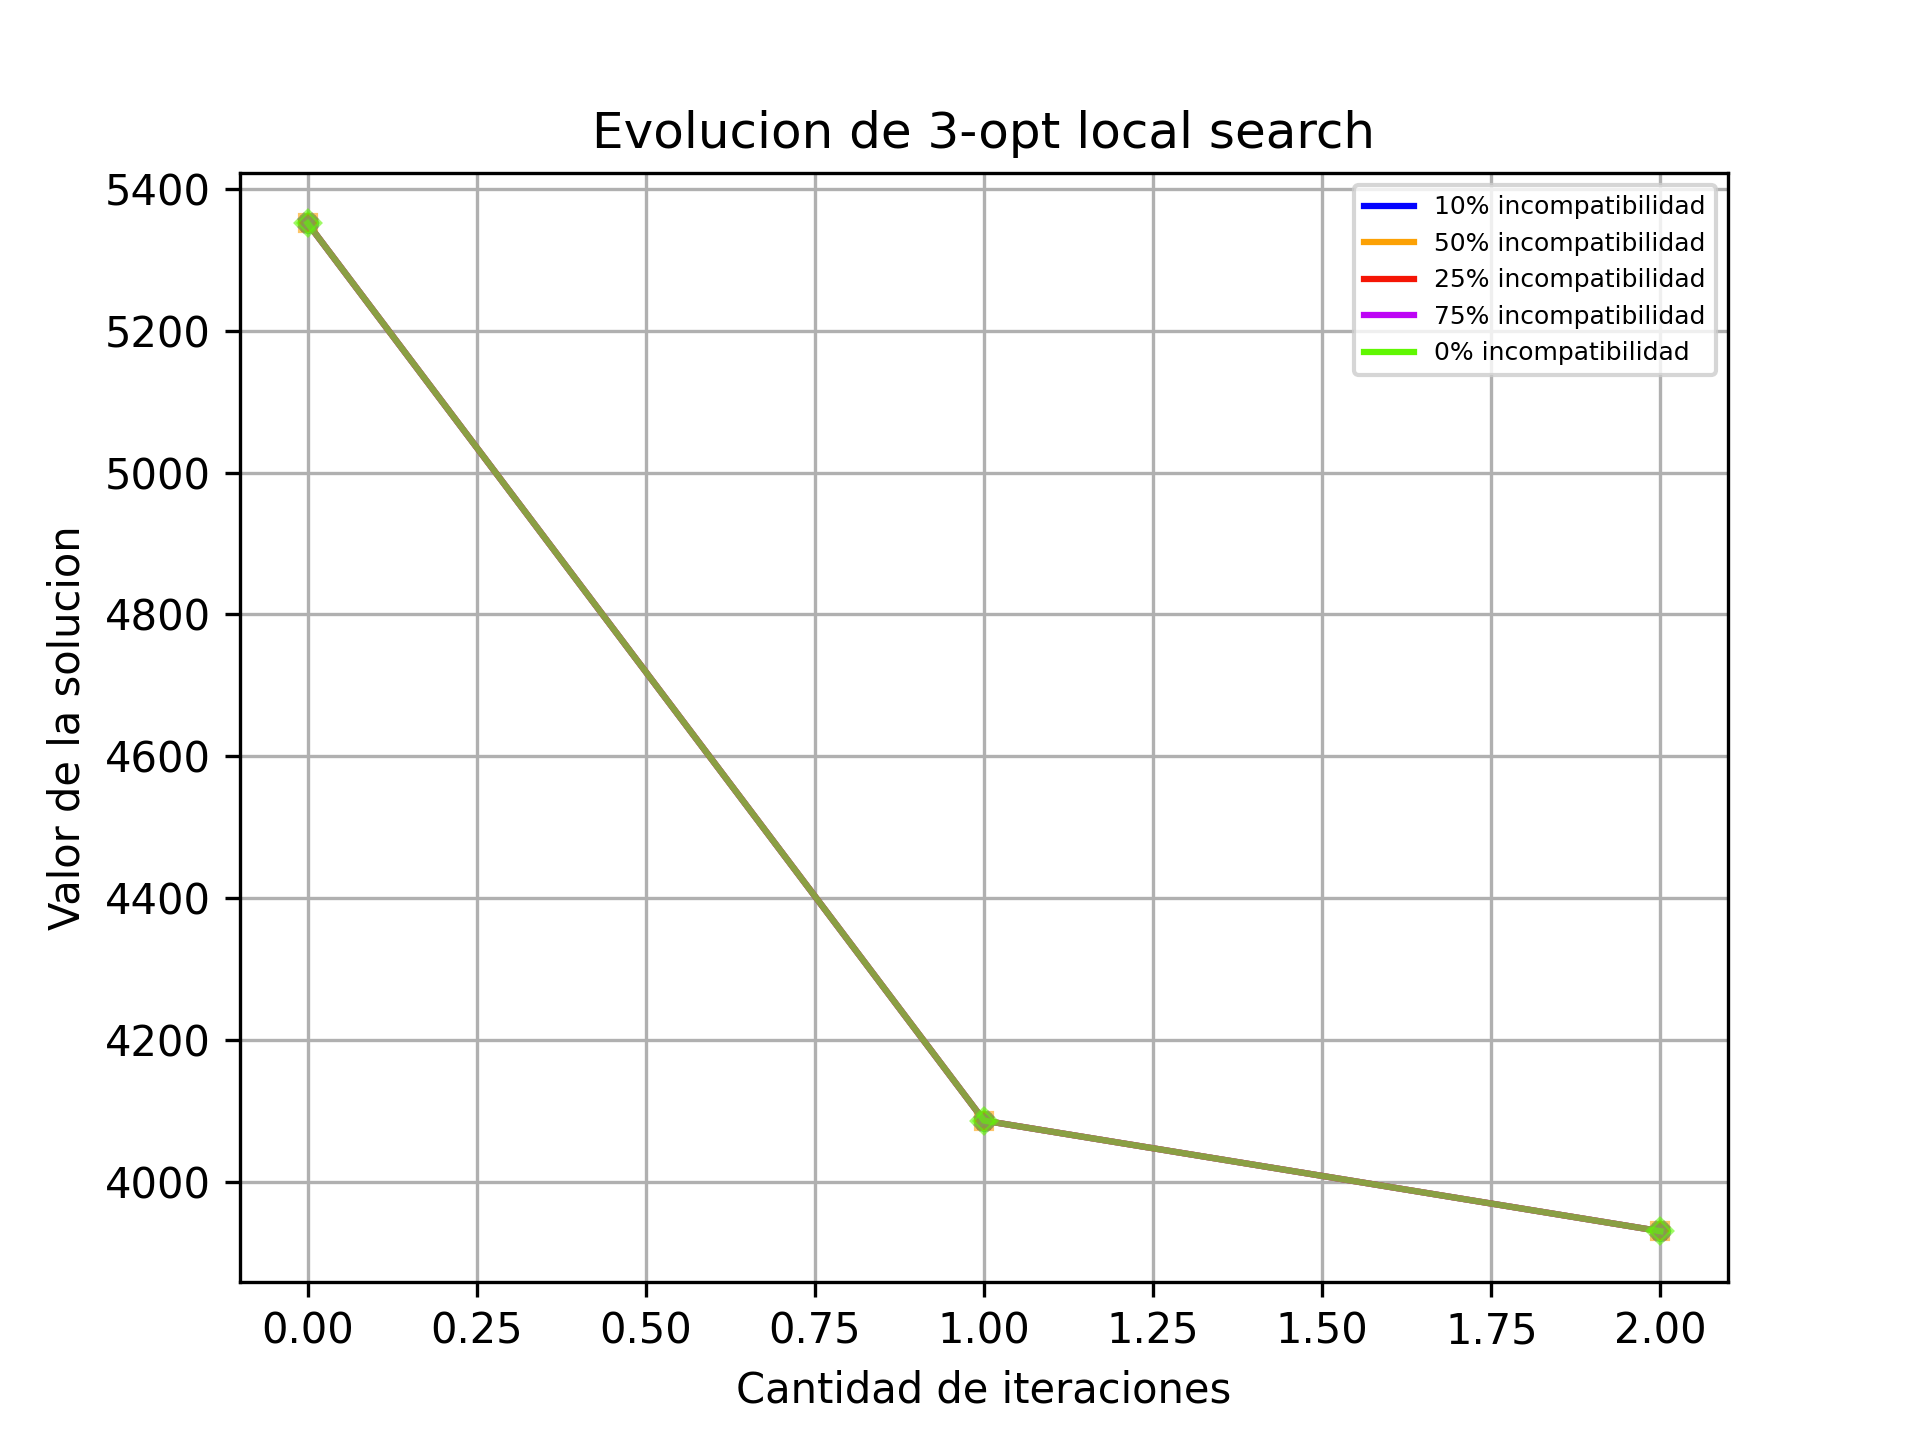 Evolucion de 3-opt local search
5400
5200
5000
4800
4600
4400
4200
4000
Valor de la solucion
10% incompatibilidad
50% incompatibilidad
25% incompatibilidad
75% incompatibilidad
0% incompatibilidad
0.00 0.25 0.50 0.75 1.00 1.25 1.50 1.75 2.00
Cantidad de iteraciones